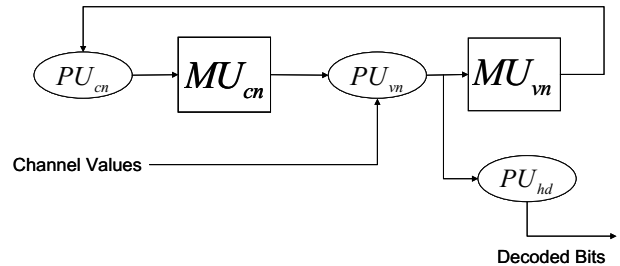 PU_cn
MU_cn
PU_vn
MU_vn
Channel Values
PU_hd
Decoded Bits